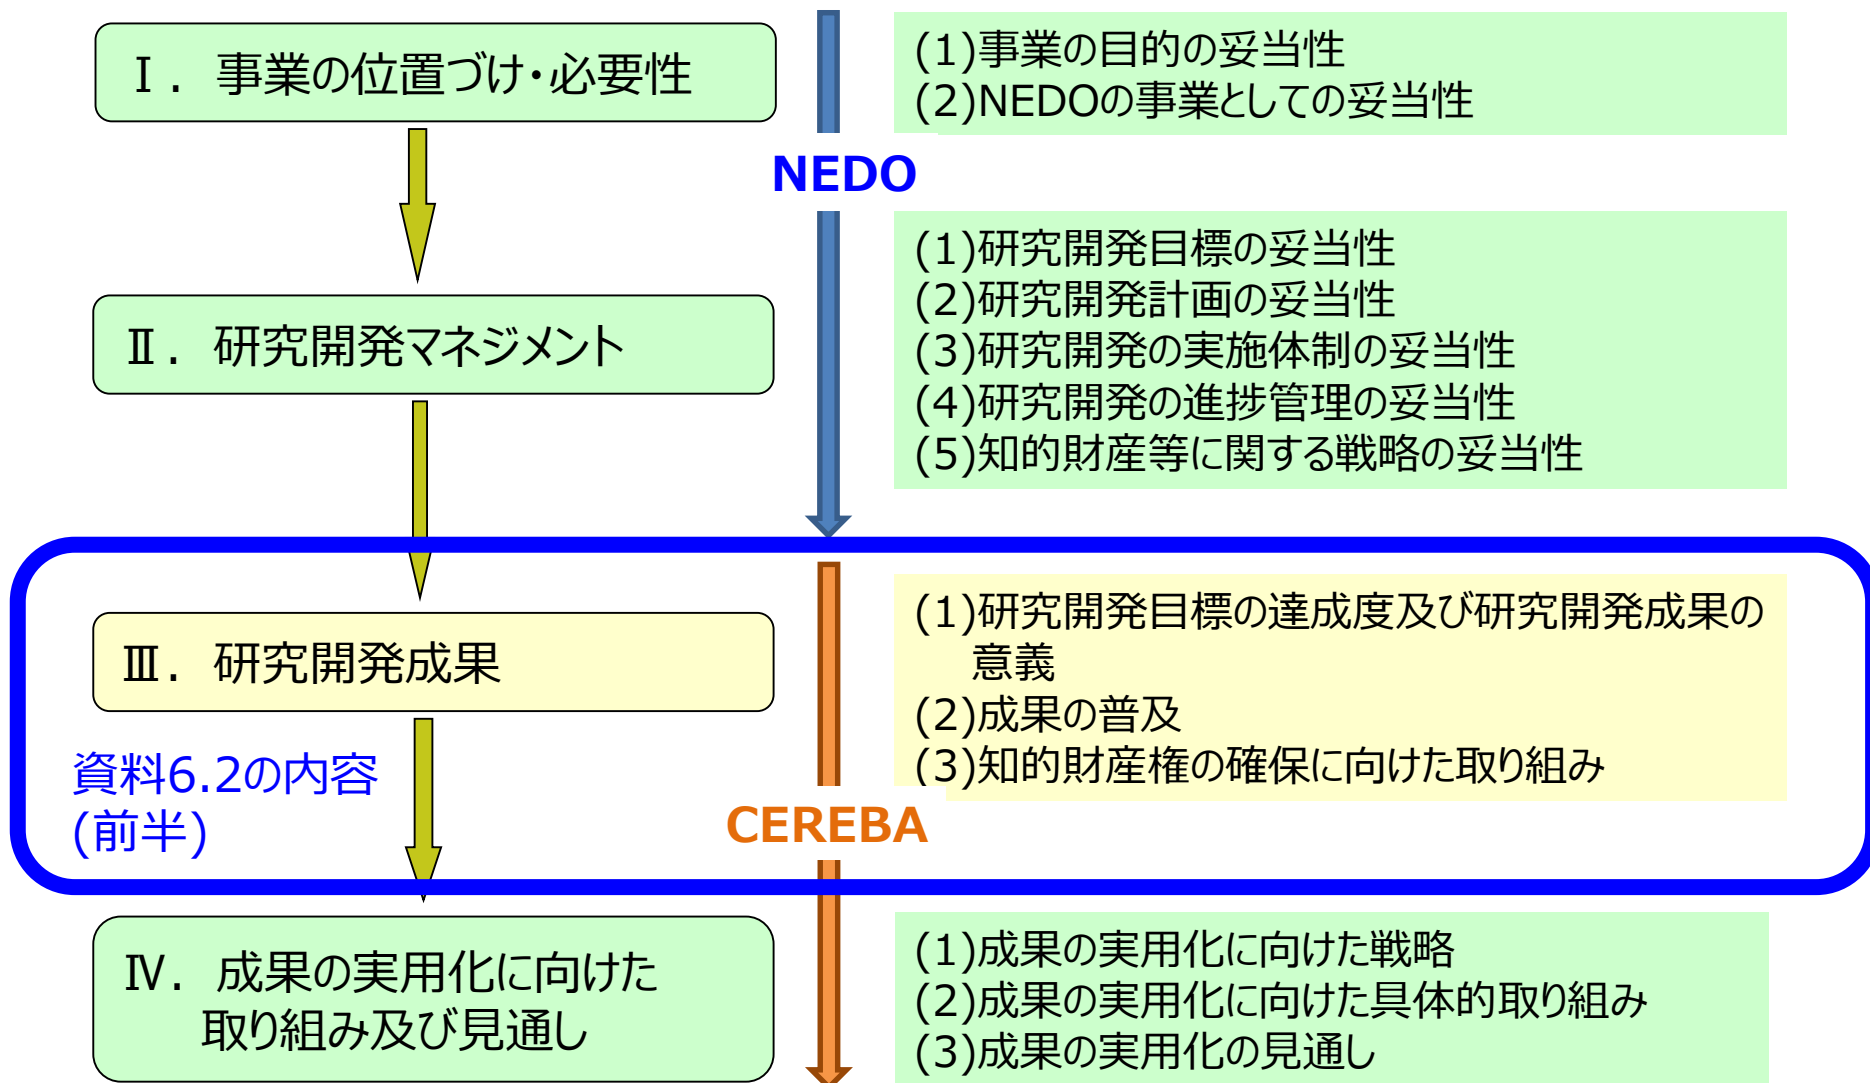 Ⅰ. 事業の位置づけ・必要性
(1)事業の目的の妥当性
(2)NEDOの事業としての妥当性
NEDO
Ⅱ. 研究開発マネジメント
(1)研究開発目標の妥当性
(2)研究開発計画の妥当性
(3)研究開発の実施体制の妥当性
(4)研究開発の進捗管理の妥当性
(5)知的財産等に関する戦略の妥当性
Ⅲ. 研究開発成果
(1)研究開発目標の達成度及び研究開発成果の
意義
(2)成果の普及
(3)知的財産権の確保に向けた取り組み
資料6.2の内容
(前半)
CEREBA
Ⅳ. 成果の実用化に向けた
取り組み及び見通し
(1)成果の実用化に向けた戦略
(2)成果の実用化に向けた具体的取り組み
(3)成果の実用化の見通し